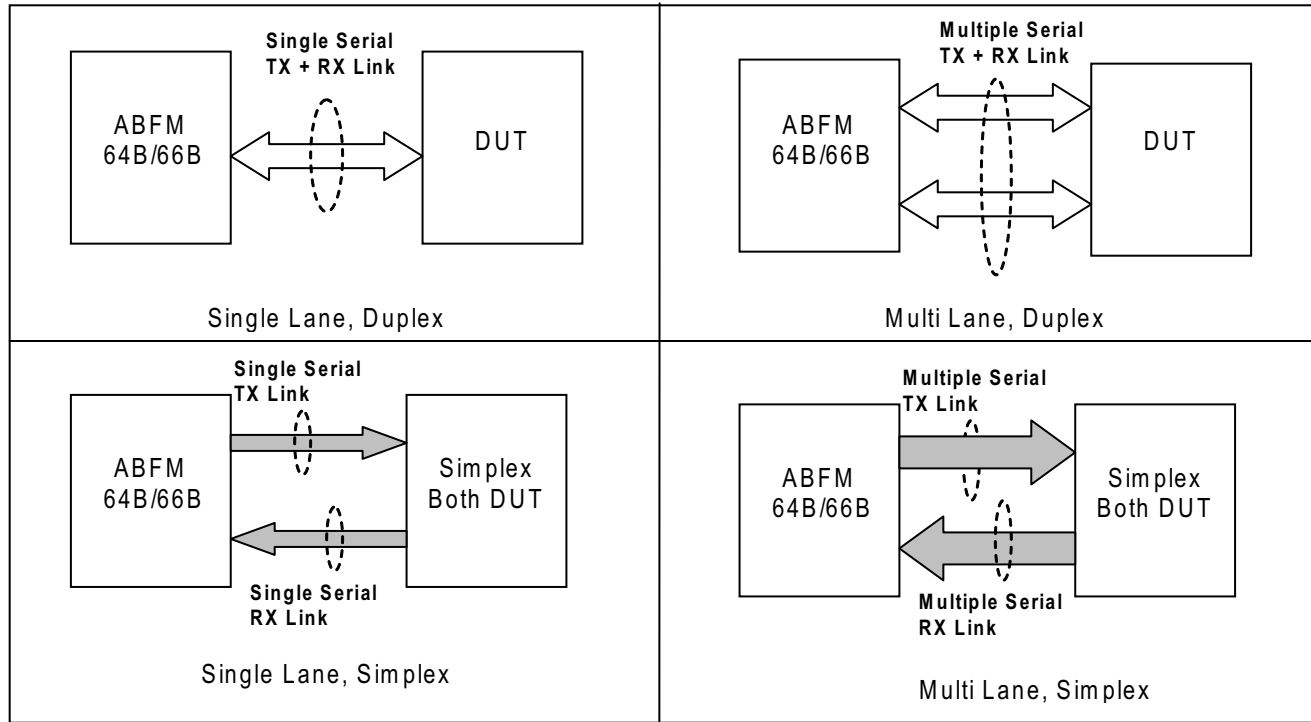 Single Serial
TX + RX Link
ABFM
64B/66B
DUT
Single Lane, Duplex
Multiple Serial
TX + RX Link
ABFM
64B/66B
DUT
Multi Lane, Duplex
Single Serial
TX Link
ABFM
64B/66B
Simplex
Both DUT
Single Serial
RX Link
Single Lane, Simplex
Multiple Serial
TX Link
ABFM
64B/66B
Simplex
Both DUT
Multiple Serial
RX Link
Multi Lane, Simplex